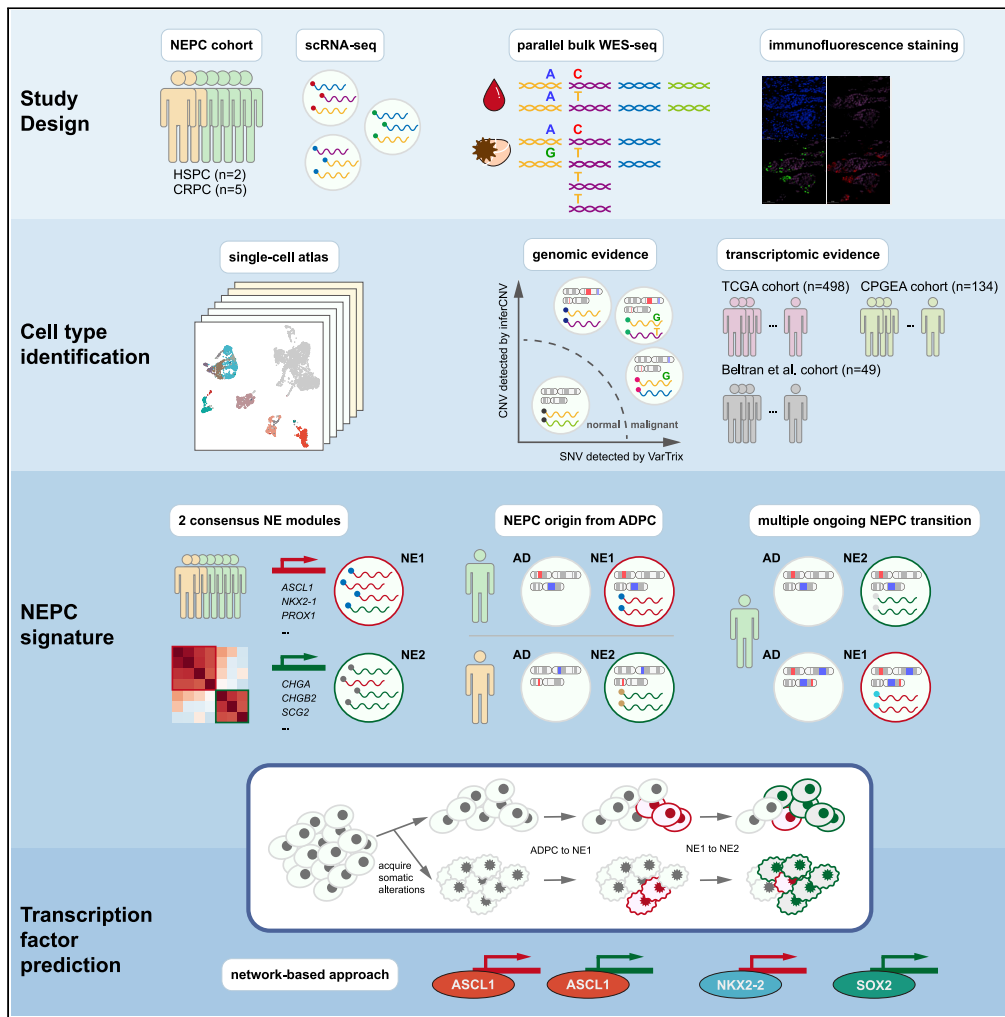 Study
Design
NEPC cohort
HSPC (n=2)
CRPC (n=5)
scRNA-seq
parallel bulk WES-seq
A C
A T
A C
G T
T
T
immunofluorescence staining
Cell type
identification
single-cell atlas
genomic evidence
CNV detected by inferCNV
G
T
G
normal malignant
SNV detected by VarTrix
transcriptomic evidence
TCGA cohort (n=498)
...
CPGEA cohort (n=134)
...
Beltran et al. cohort (n=49)
...
NEPC
signature
2 consensus NE modules
ASCL1
NKX2-1
PROX1
...
NE1
CHGA
CHGB2
SCG2
...
NE2
NEPC origin from ADPC
AD NE1
AD NE2
multiple ongoing NEPC transition
AD NE2
AD NE1
acquire
somatic
alterations
ADPC to NE1
NE1 to NE2
Transcription
factor
prediction
network-based approach
ASCL1
ASCL1
NKX2-2
SOX2